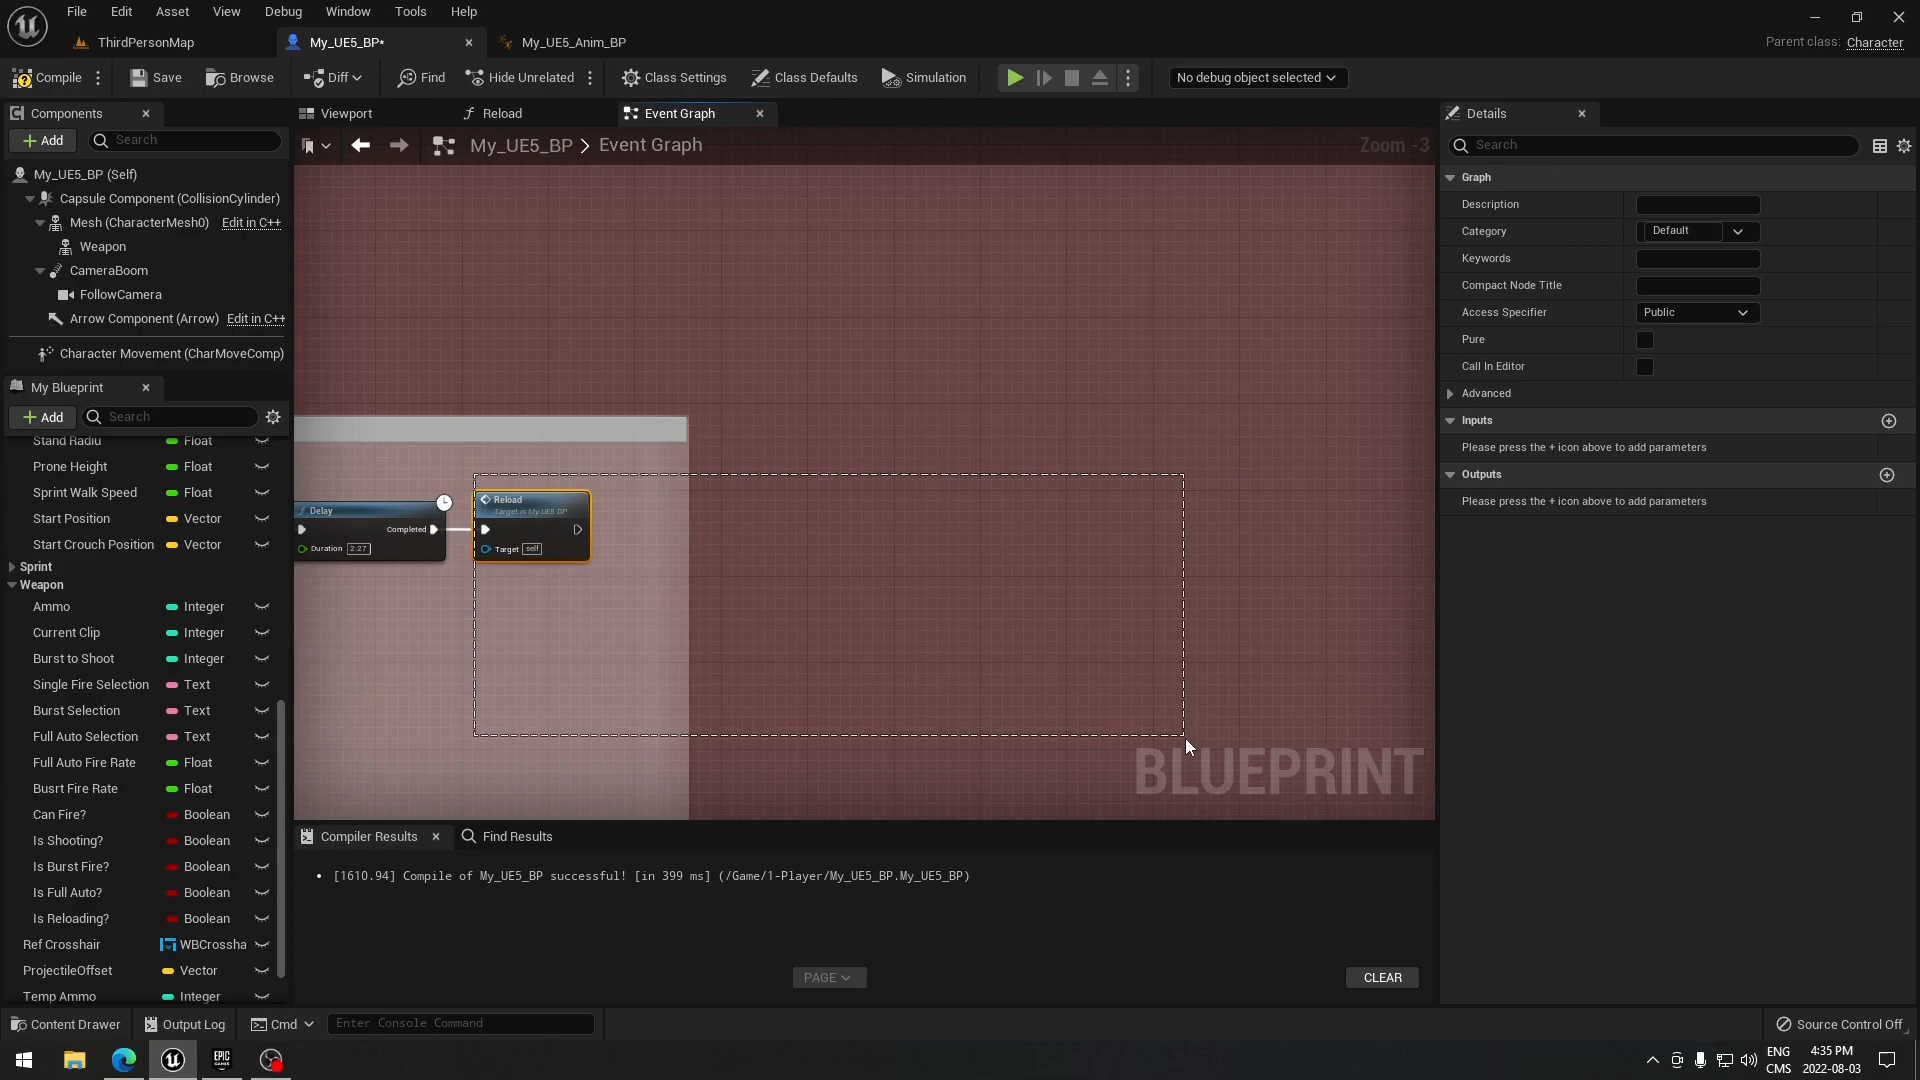 File Edit Asset View Debug Window Tools Help
ThirdPersonMap My_UE5_BP* My_UE5_Anim_BP
Parent class: Character
Compile Save Browse Diff Find Hide Unrelated Class Settings Class Defaults Simulation No debug object selected
Components
Viewport Reload Event Graph
Details
Add Search
My_UE5_BP > Event Graph Zoom -3
Search
My_UE5_BP (Self)
Capsule Component (CollisionCylinder)
Mesh (CharacterMesh0) Edit in C++
Weapon
CameraBoom
FollowCamera
Arrow Component (Arrow) Edit in C++
Character Movement (CharMoveComp)
My Blueprint
Add Search
Stand Radiu Float
Prone Height Float
Sprint Walk Speed Float
Start Position Vector
Start Crouch Position Vector
Sprint
Weapon
Ammo Integer
Current Clip Integer
Burst to Shoot Integer
Single Fire Selection Text
Burst Selection Text
Full Auto Selection Text
Full Auto Fire Rate Float
Busrt Fire Rate Float
Can Fire? Boolean
Is Shooting? Boolean
Is Burst Fire? Boolean
Is Full Auto? Boolean
Is Reloading? Boolean
Ref Crosshair WBCrossha
ProjectileOffset Vector
Temp Ammo Integer
Delay
Completed
Duration 2.27
Reload
Target is My UE5 BP
Target self
BLUEPRINT
Graph
Description
Category Default
Keywords
Compact Node Title
Access Specifier Public
Pure
Call In Editor
Advanced
Inputs
Please press the + icon above to add parameters
Outputs
Please press the + icon above to add parameters
Compiler Results Find Results
[1610.94] Compile of My_UE5_BP successful! [in 399 ms] (/Game/1-Player/My_UE5_BP.My_UE5_BP)
PAGE CLEAR
Content Drawer Output Log Cmd Enter Console Command Source Control Off
EPIC GAMES
ENG
CMS
4:35 PM
2022-08-03